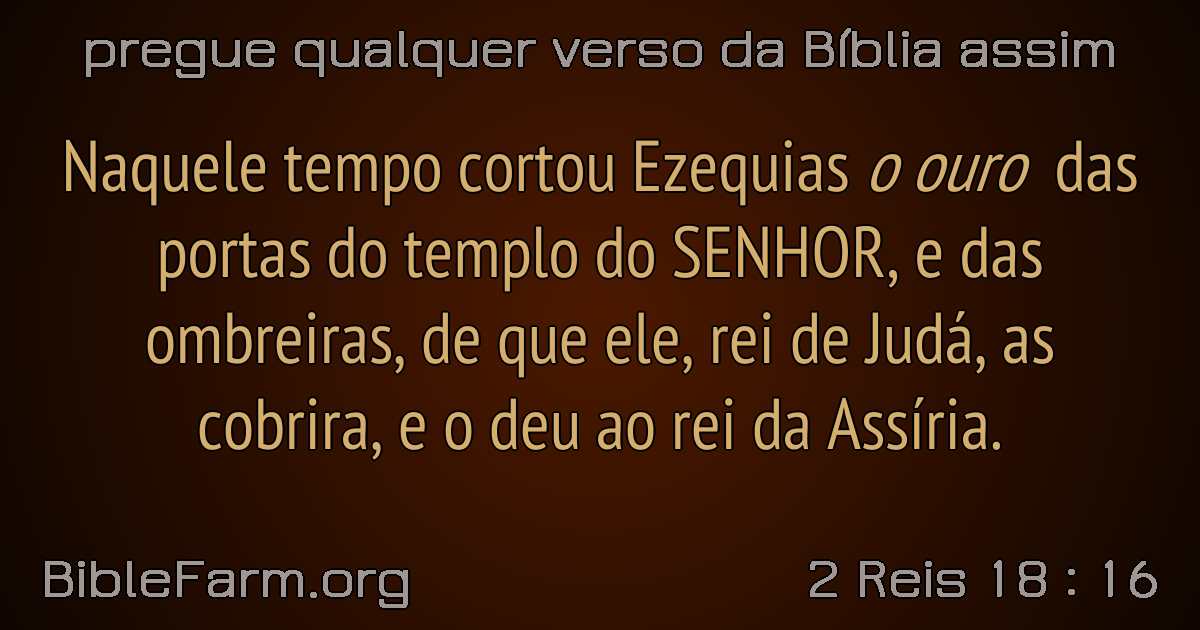 pregue qualquer verso da Bíblia assim
Naquele tempo cortou Ezequias o ouro das
portas do templo do SENHOR, e das
ombreiras, de que ele, rei de Judá, as
cobrira, e o deu ao rei da Assíria.
BibleFarm.org
2 Reis 18 : 16